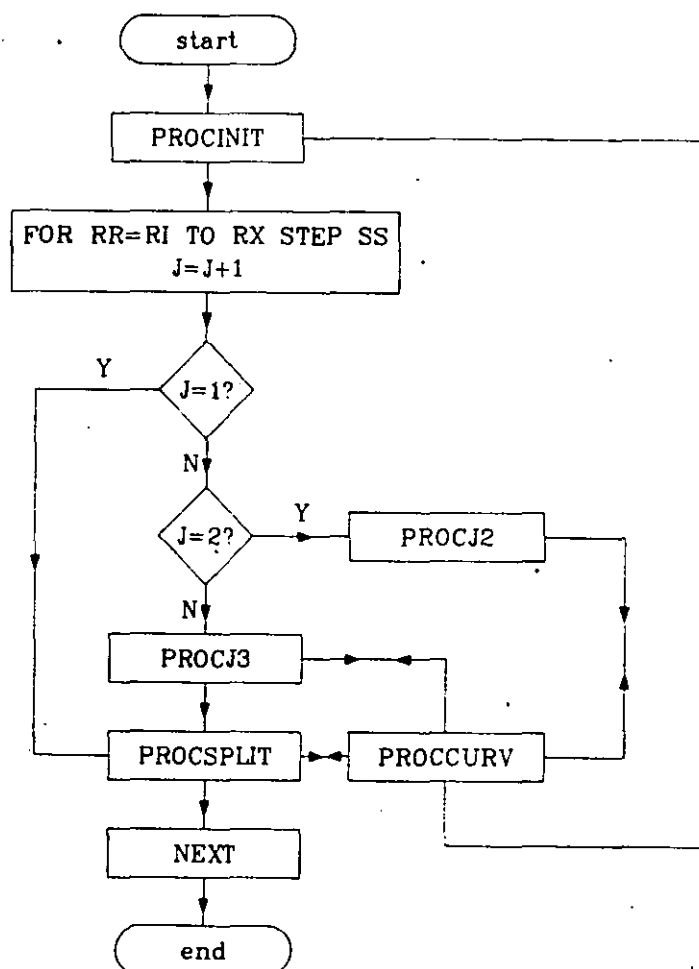 start
PROCINIT
FOR RR=RI TO RX STEP SS
J=J+1
Y
J=1?
N
J=2?
Y
PROCJ2
N
PROCJ3
PROCSPLIT
PROCCURV
NEXT
end